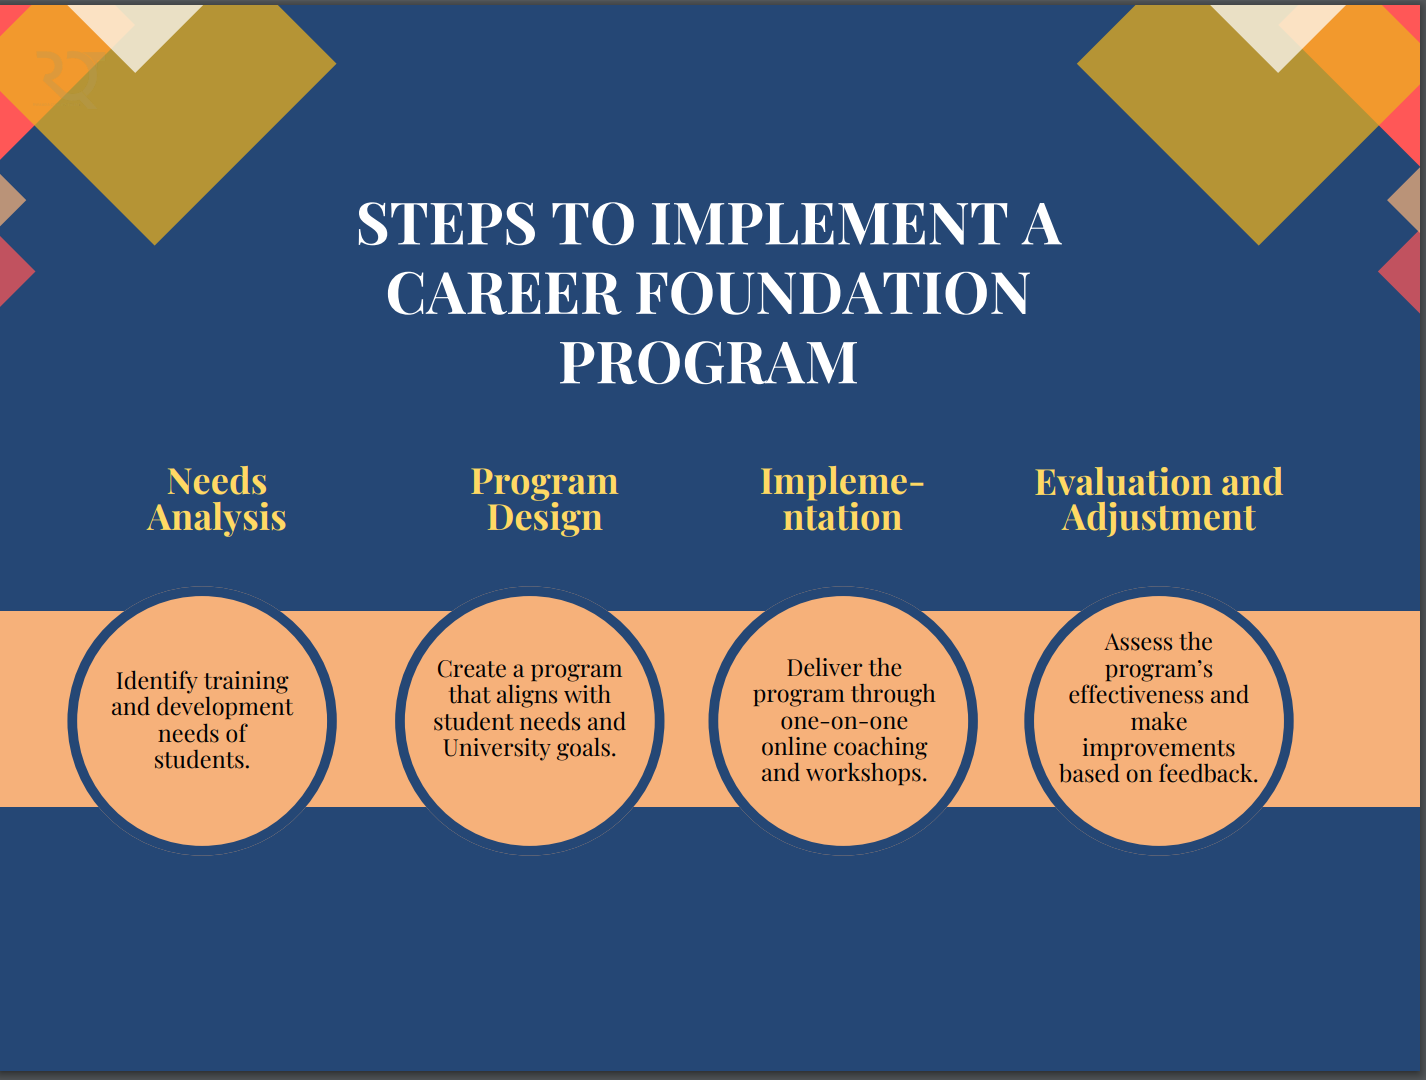 STEPS TO IMPLEMENT A
CAREER FOUNDATION
PROGRAM
Needs
Analysis
Identify training
and development
needs of
students.
Program
Design
Create a program
that aligns with
student needs and
University goals.
Impleme-
ntation
Deliver the
program through
one-on-one
online coaching
and workshops.
Evaluation and
Adjustment
Assess the
program’s
effectiveness and
make
improvements
based on feedback.